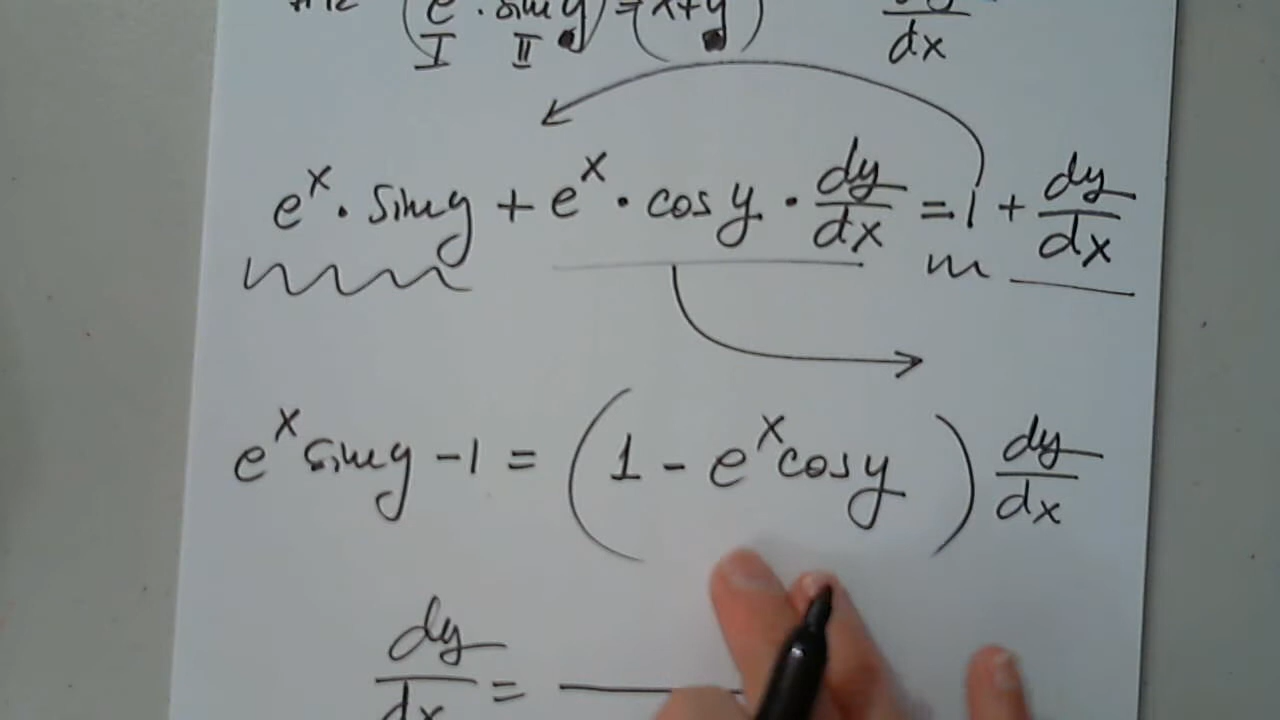 (e · sin y)' = (x+y)' dy/dx
I II
e^x · sin y + e^x · cos y · dy/dx = 1 + dy/dx
e^x sin y - 1 = (1 - e^x cos y) dy/dx
dy/dx =